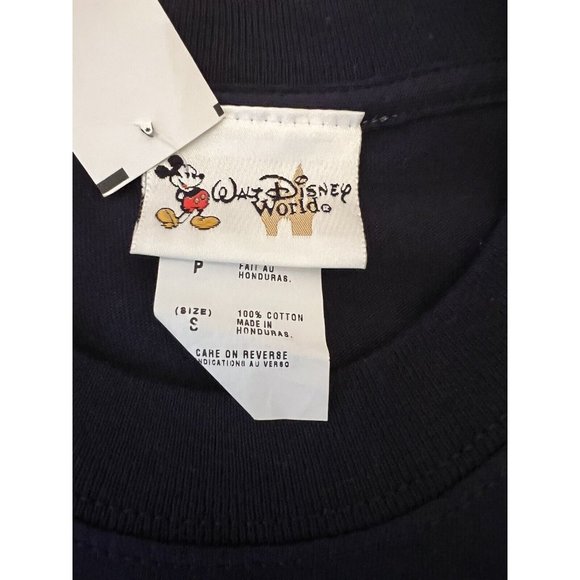 Walt Disney
World®
P
FAIT AU
HONDURAS.
(SIZE) 100% COTTON
S MADE IN
HONDURAS.
CARE ON REVERSE
INDICATIONS AU VERSO